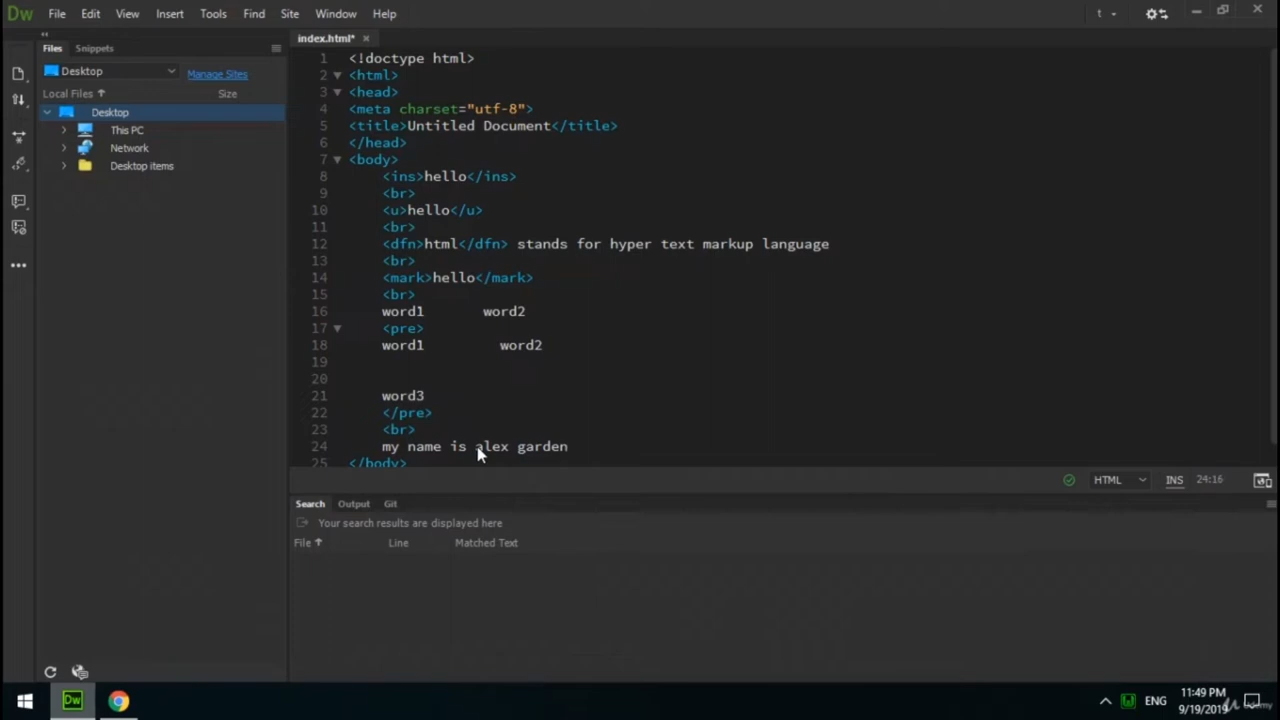 Dw File Edit View Insert Tools Find Site Window Help t
Files Snippets
Desktop Manage Sites
Local Files Size
Desktop
This PC
Network
Desktop items
index.html*
1 <!doctype html>
2 <html>
3 <head>
4 <meta charset="utf-8">
5 <title>Untitled Document</title>
6 </head>
7 <body>
8 <ins>hello</ins>
9 <br>
10 <u>hello</u>
11 <br>
12 <dfn>html</dfn> stands for hyper text markup language
13 <br>
14 <mark>hello</mark>
15 <br>
16 word1 word2
17 <pre>
18 word1 word2
19
20
21 word3
22 </pre>
23 <br>
24 my name is alex garden
25 </body>
HTML INS 24:16
Search Output Git
Your search results are displayed here
File Line Matched Text
Dw ENG 11:49 PM
9/19/2019
Udemy